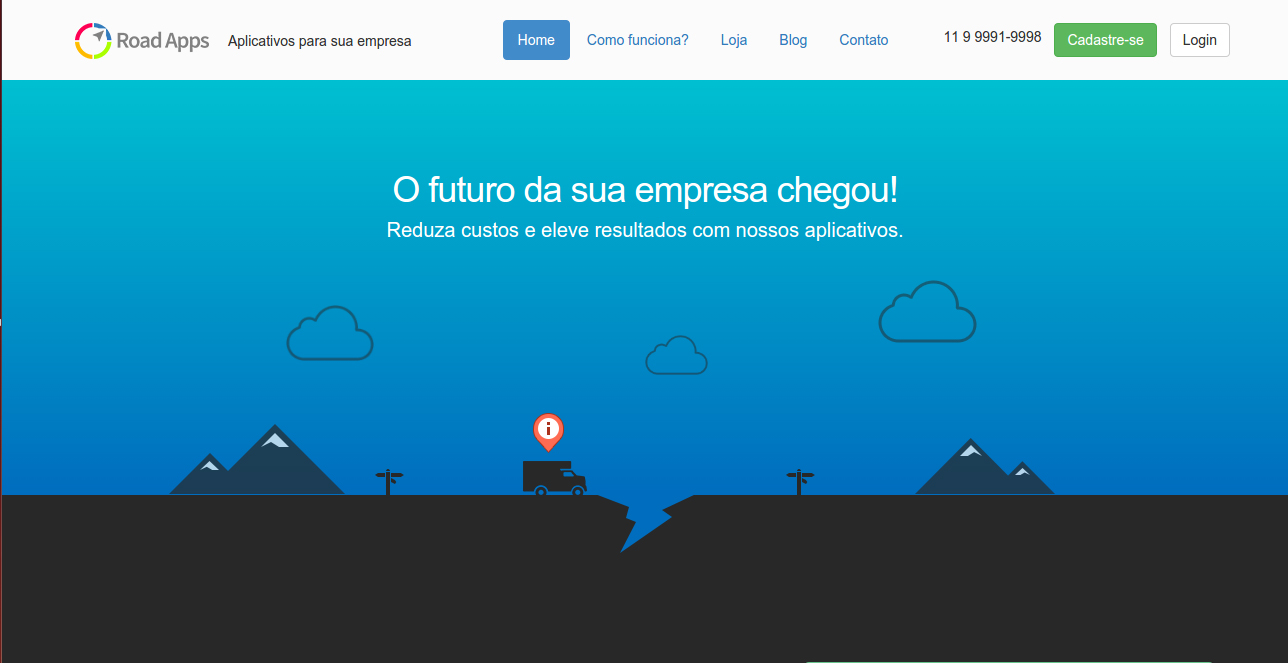 Road Apps Aplicativos para sua empresa Home Como funciona? Loja Blog Contato 11 9 9991-9998 Cadastre-se Login
O futuro da sua empresa chegou!
Reduza custos e eleve resultados com nossos aplicativos.
i